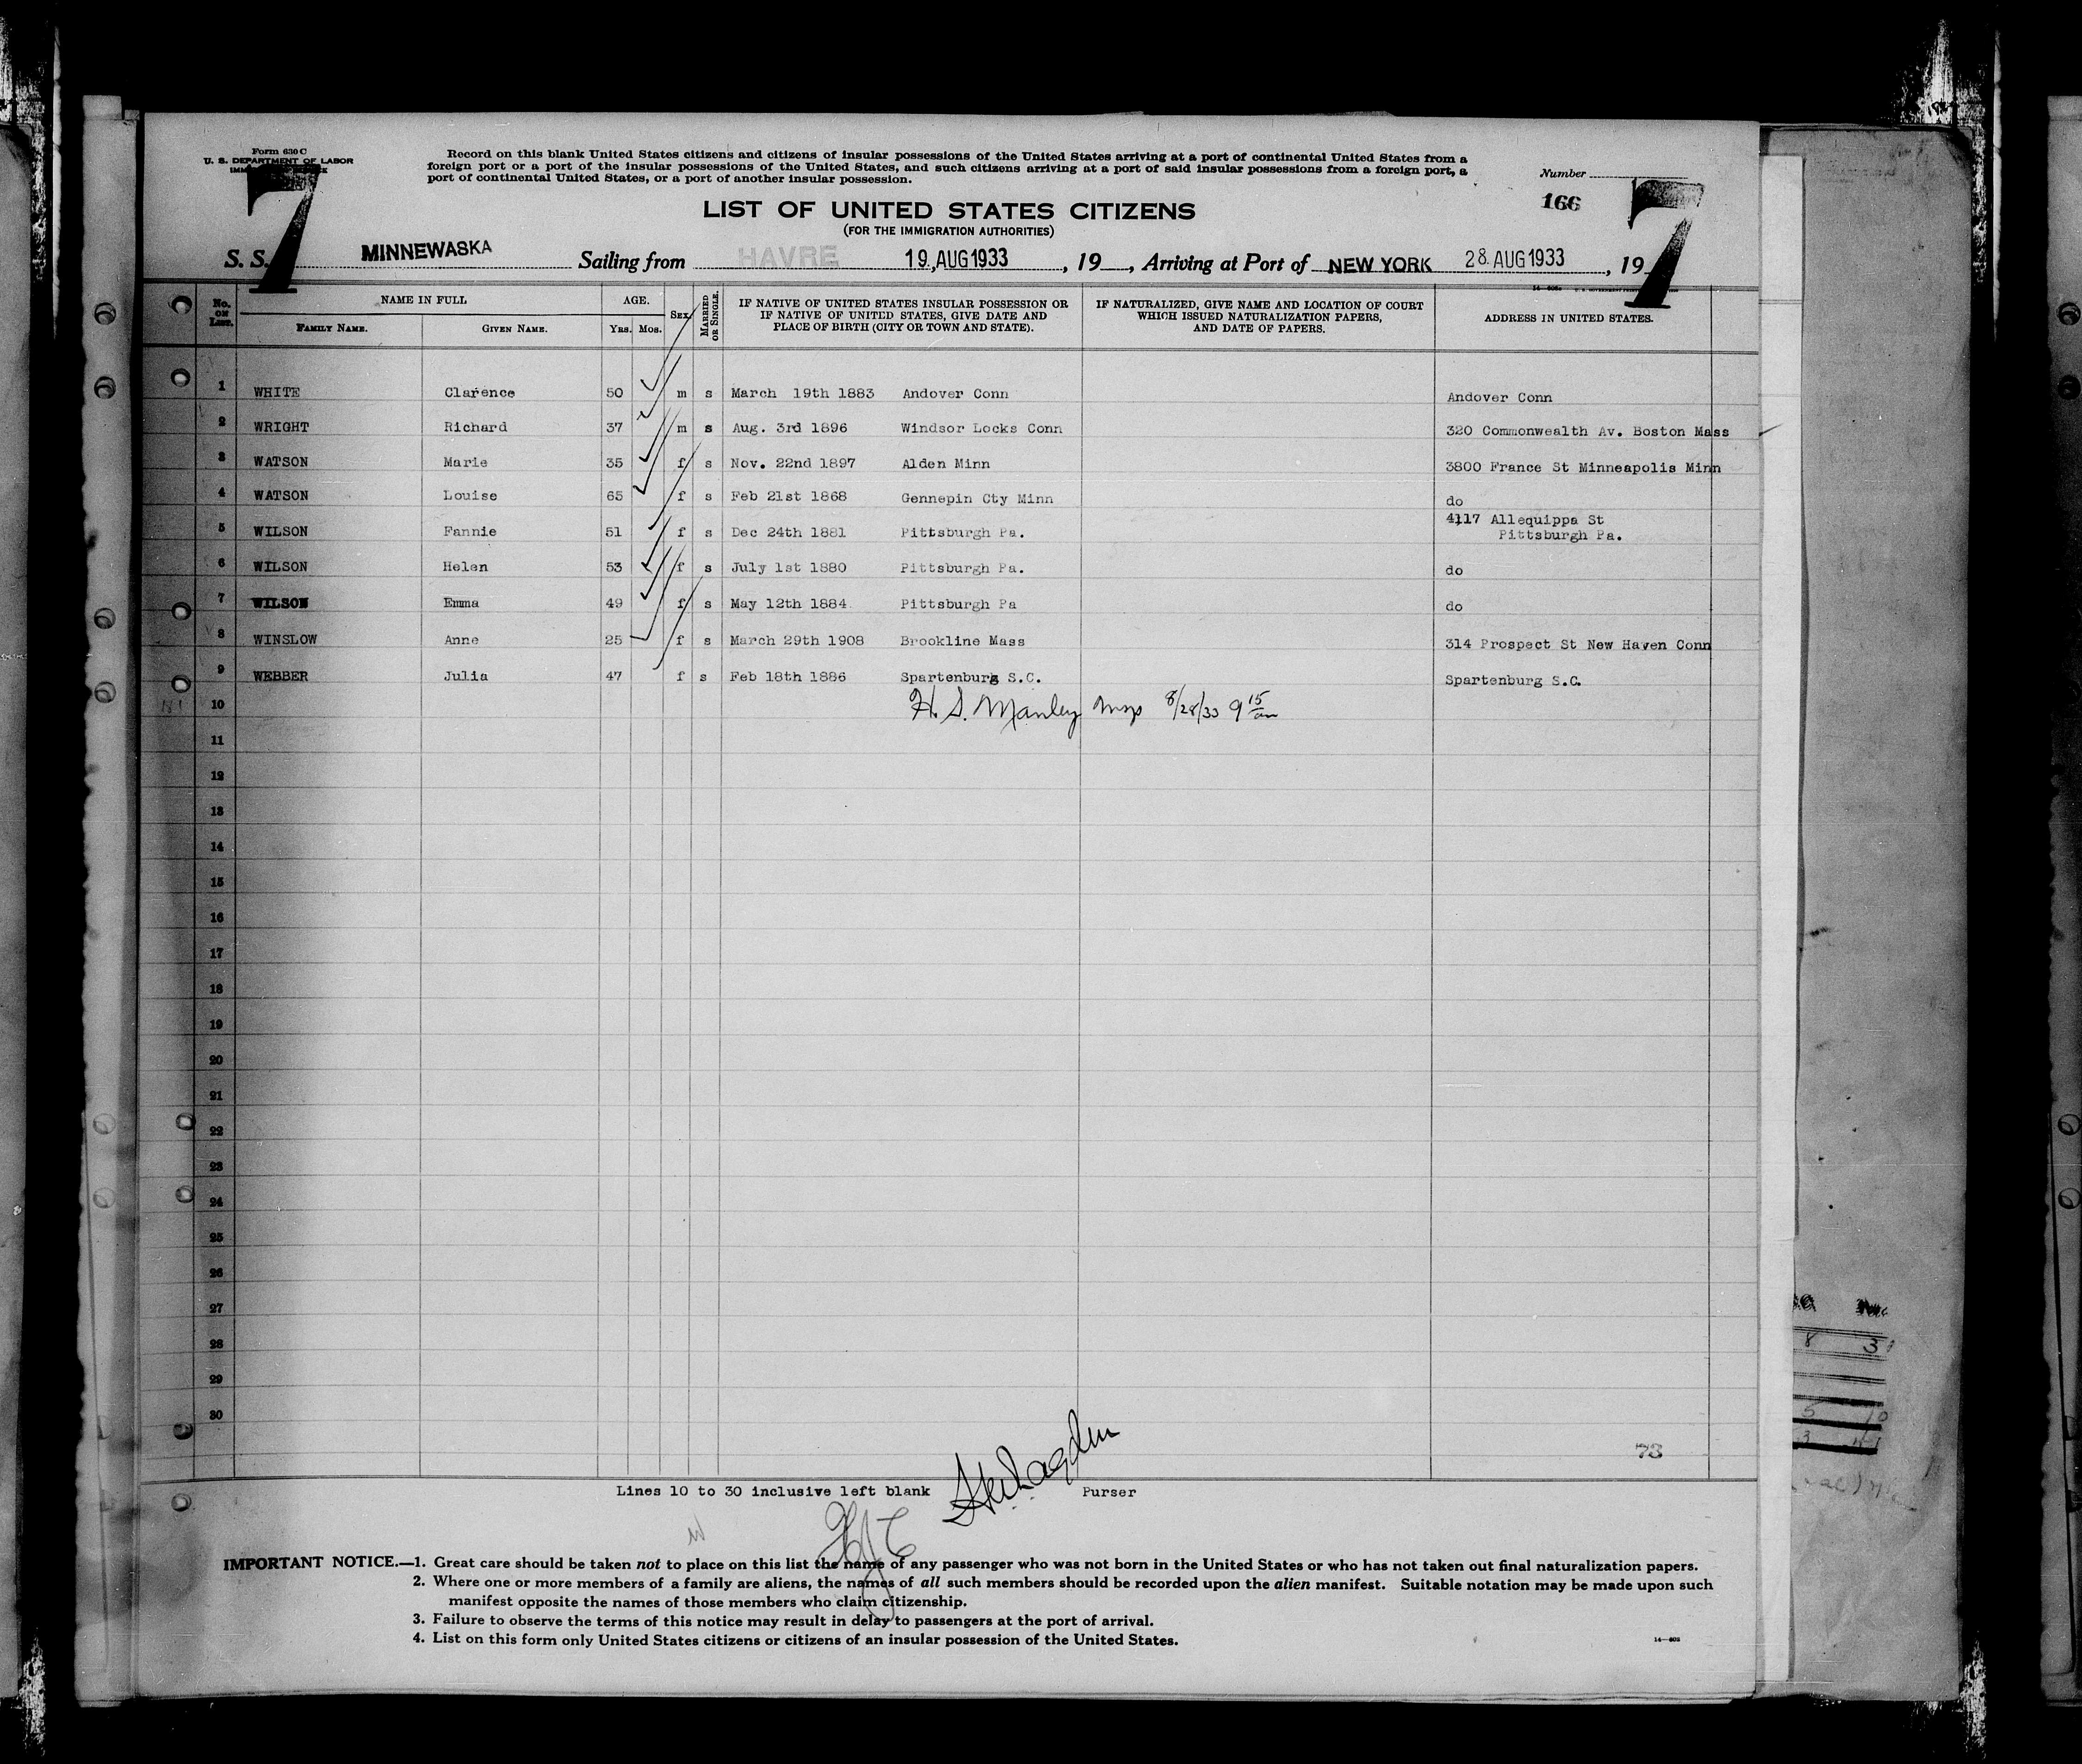 Form 630 C
U. S. DEPARTMENT OF LABOR
7
Record on this blank United States citizens and citizens of insular possessions of the United States arriving at a port of continental United States from a
foreign port or a port of the insular possessions of the United States, and such citizens arriving at a port of said insular possessions from a foreign port, a
port of continental United States, or a port of another insular possession.
Number
166
7
LIST OF UNITED STATES CITIZENS
(FOR THE IMMIGRATION AUTHORITIES)
S. S. MINNEWASKA Sailing from HAVRE 19, AUG 1933, 19 , Arriving at Port of NEW YORK 28. AUG 1933, 19
No. ON LIST. NAME IN FULL AGE. SEX MARRIED OR SINGLE. IF NATIVE OF UNITED STATES INSULAR POSSESSION OR IF NATIVE OF UNITED STATES, GIVE DATE AND PLACE OF BIRTH (CITY OR TOWN AND STATE). IF NATURALIZED, GIVE NAME AND LOCATION OF COURT WHICH ISSUED NATURALIZATION PAPERS, AND DATE OF PAPERS. ADDRESS IN UNITED STATES.
FAMILY NAME. GIVEN NAME. Yrs. Mos.
1 WHITE Clarence 50 m s March 19th 1883 Andover Conn Andover Conn
2 WRIGHT Richard 37 m s Aug. 3rd 1896 Windsor Locks Conn 320 Commonwealth Av. Boston Mass
3 WATSON Marie 35 f s Nov. 22nd 1897 Alden Minn 3800 France St Minneapolis Minn
4 WATSON Louise 65 f s Feb 21st 1868 Gennepin Cty Minn do
5 WILSON Fannie 51 f s Dec 24th 1881 Pittsburgh Pa. 4117 Allequippa St
Pittsburgh Pa.
6 WILSON Helen 53 f s July 1st 1880 Pittsburgh Pa. do
7 WILSON Emma 49 f s May 12th 1884. Pittsburgh Pa do
8 WINSLOW Anne 25 f s March 29th 1908 Brookline Mass 314 Prospect St New Haven Conn
9 WEBBER Julia 47 f s Feb 18th 1886 Spartenburg S.C. Spartenburg S.C.
10 H. S. Manley 8/28/33 9 15 am
11
12
13
14
15
16
17
18
19
20
21
22
23
24
25
26
27
28
29
30
73
Lines 10 to 30 inclusive left blank Purser
IMPORTANT NOTICE.—1. Great care should be taken not to place on this list the name of any passenger who was not born in the United States or who has not taken out final naturalization papers.
2. Where one or more members of a family are aliens, the names of all such members should be recorded upon the alien manifest. Suitable notation may be made upon such
manifest opposite the names of those members who claim citizenship.
3. Failure to observe the terms of this notice may result in delay to passengers at the port of arrival.
4. List on this form only United States citizens or citizens of an insular possession of the United States.